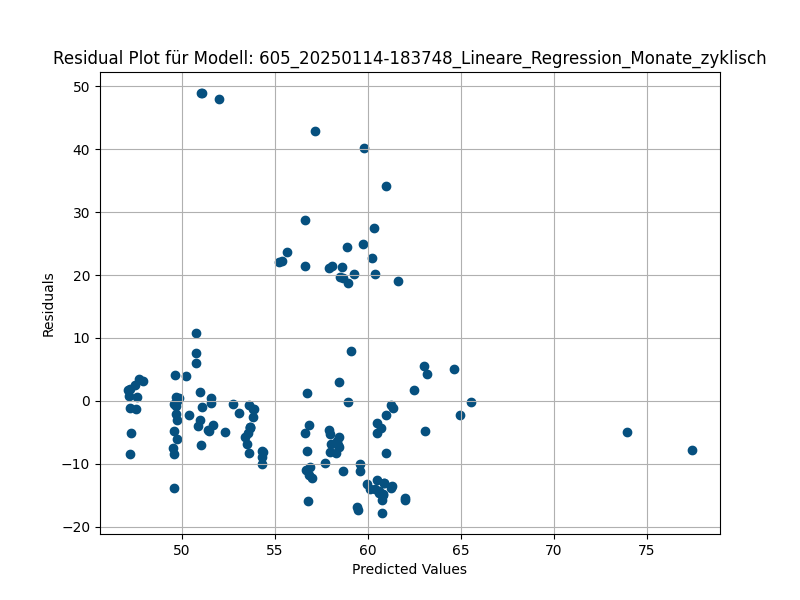 Residual Plot für Modell: 605_20250114-183748_Lineare_Regression_Monate_zyklisch
50
40
30
20
10
0
−10
−20
Residuals
50 55 60 65 70 75
Predicted Values